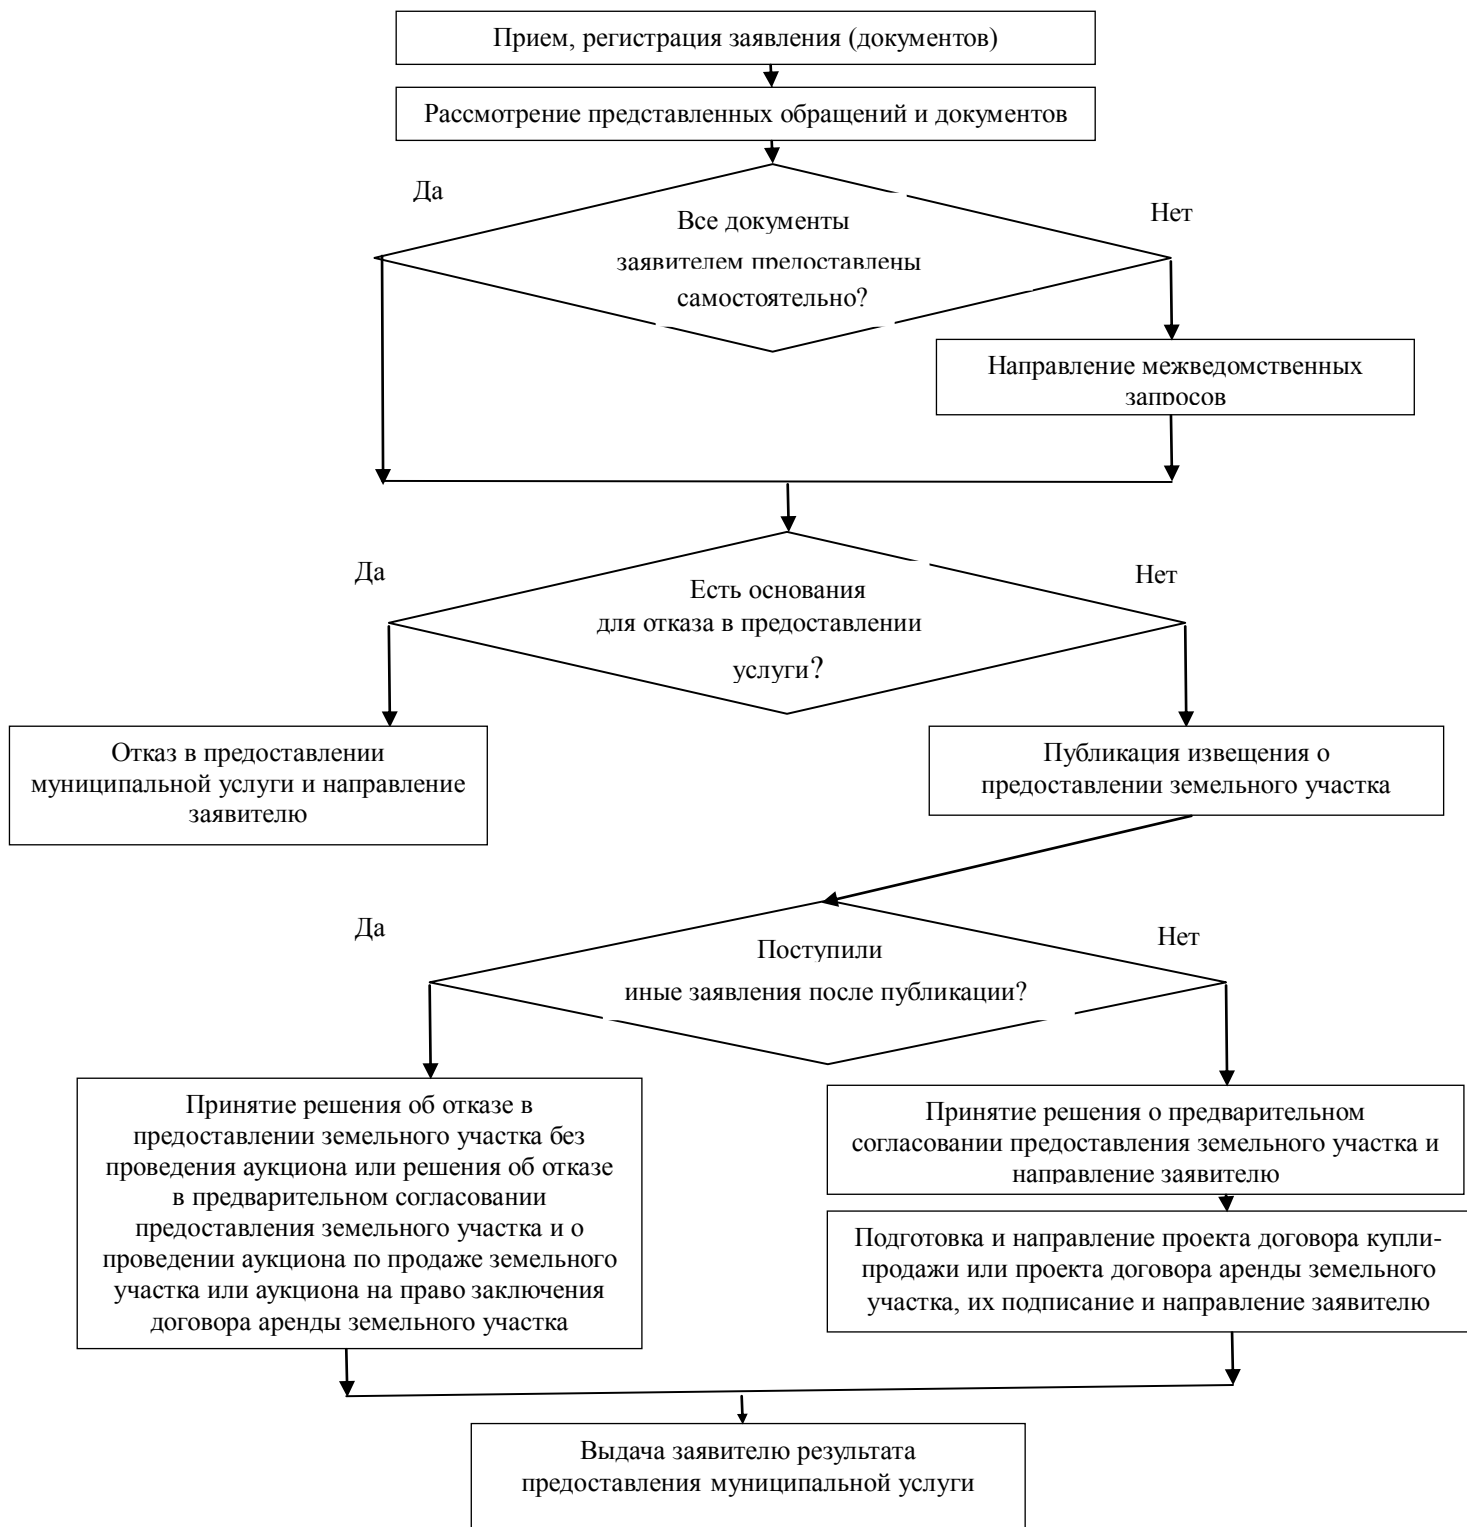 Прием, регистрация заявления (документов)
Рассмотрение представленных обращений и документов
Да
Нет
Все документы
заявителем предоставлены
самостоятельно?
Направление межведомственных
запросов
Да
Нет
Есть основания
для отказа в предоставлении
услуги?
Отказ в предоставлении
муниципальной услуги и направление
заявителю
Публикация извещения о
предоставлении земельного участка
Да
Нет
Поступили
иные заявления после публикации?
Принятие решения об отказе в
предоставлении земельного участка без
проведения аукциона или решения об отказе
в предварительном согласовании
предоставления земельного участка и о
проведении аукциона по продаже земельного
участка или аукциона на право заключения
договора аренды земельного участка
Принятие решения о предварительном
согласовании предоставления земельного участка и
направление заявителю
Подготовка и направление проекта договора купли-
продажи или проекта договора аренды земельного
участка, их подписание и направление заявителю
Выдача заявителю результата
предоставления муниципальной услуги